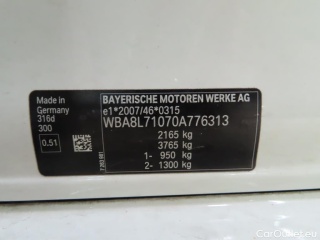 Made in
Germany
316d
300
0.51
BAYERISCHE MOTOREN WERKE AG
e1*2007/46*0315
WBA8L71070A776313
2165 kg
3765 kg
1- 950 kg
2- 1300 kg
CarOutlet.eu